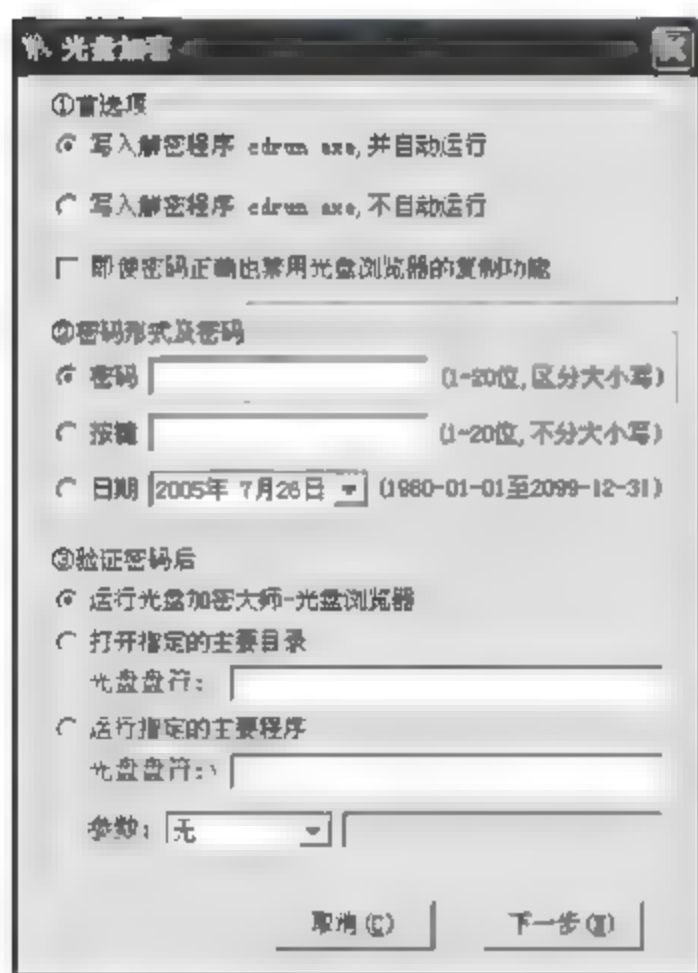 光盘加密
①首选项
写入解密程序 cdrun exe,并自动运行
写入解密程序 cdrun exe,不自动运行
即使密码正确也禁用光盘浏览器的复制功能
②密码形式及密码
密码 (1-20位,区分大小写)
按键 (1-20位,不分大小写)
日期 2005年 7月26日 (1980-01-01至2099-12-31)
③验证密码后
运行光盘加密大师-光盘浏览器
打开指定的主要目录
光盘盘符:
运行指定的主要程序
光盘盘符:\
参数: 无
取消(C) 下一步(N)